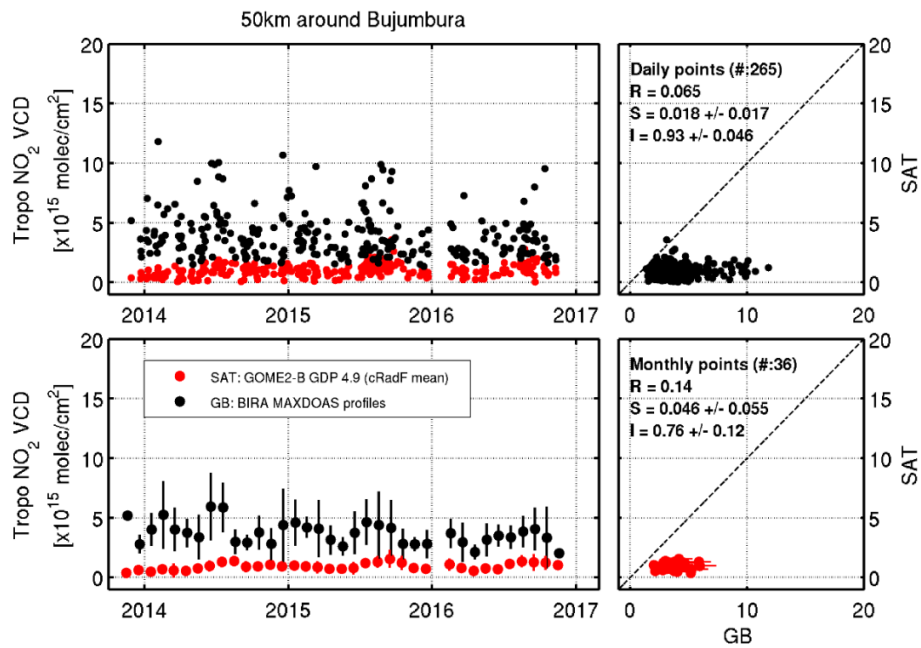 50km around Bujumbura
Tropo NO2 VCD
[x10^15 molec/cm^2]
20
15
10
5
0
2014
2015
2016
2017
Daily points (#:265)
R = 0.065
S = 0.018 +/- 0.017
I = 0.93 +/- 0.046
20
15
10
5
0
SAT
0
10
20
Tropo NO2 VCD
[x10^15 molec/cm^2]
20
15
10
5
0
SAT: GOME2-B GDP 4.9 (cRadF mean)
GB: BIRA MAXDOAS profiles
2014
2015
2016
2017
Monthly points (#:36)
R = 0.14
S = 0.046 +/- 0.055
I = 0.76 +/- 0.12
20
15
10
5
0
SAT
0
10
20
GB